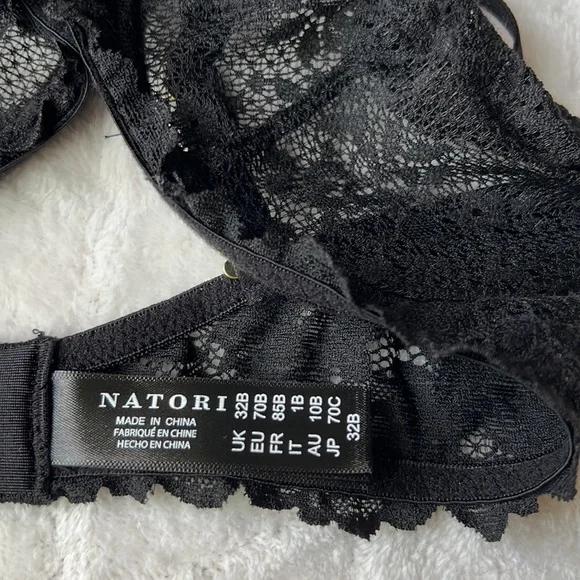 NATORI
MADE IN CHINA
FABRIQUÉ EN CHINE
HECHO EN CHINA
UK 32B
EU 70B
FR 85B
IT 1B
AU 10B
JP 70C
32B